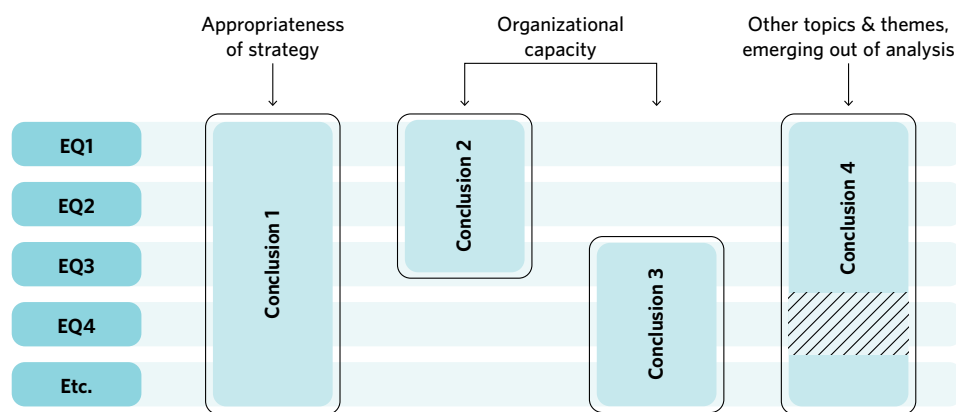 Appropriateness
of strategy
Organizational
capacity
Other topics & themes,
emerging out of analysis
EQ1
EQ2
EQ3
EQ4
Etc.
Conclusion 1
Conclusion 2
Conclusion 3
Conclusion 4